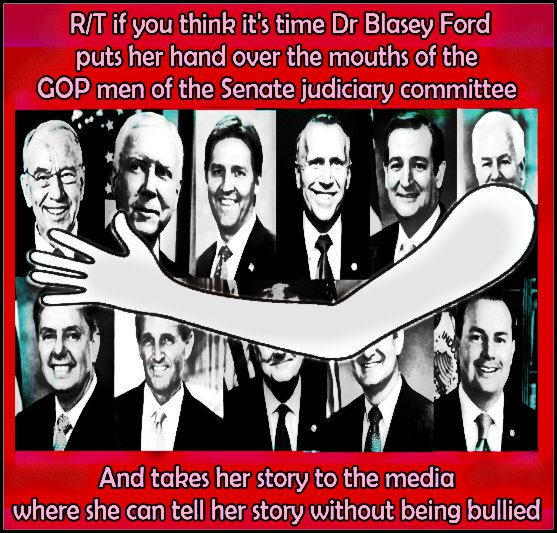 R/T if you think it's time Dr Blasey Ford
puts her hand over the mouths of the
GOP men of the Senate judiciary committee
And takes her story to the media
where she can tell her story without being bullied